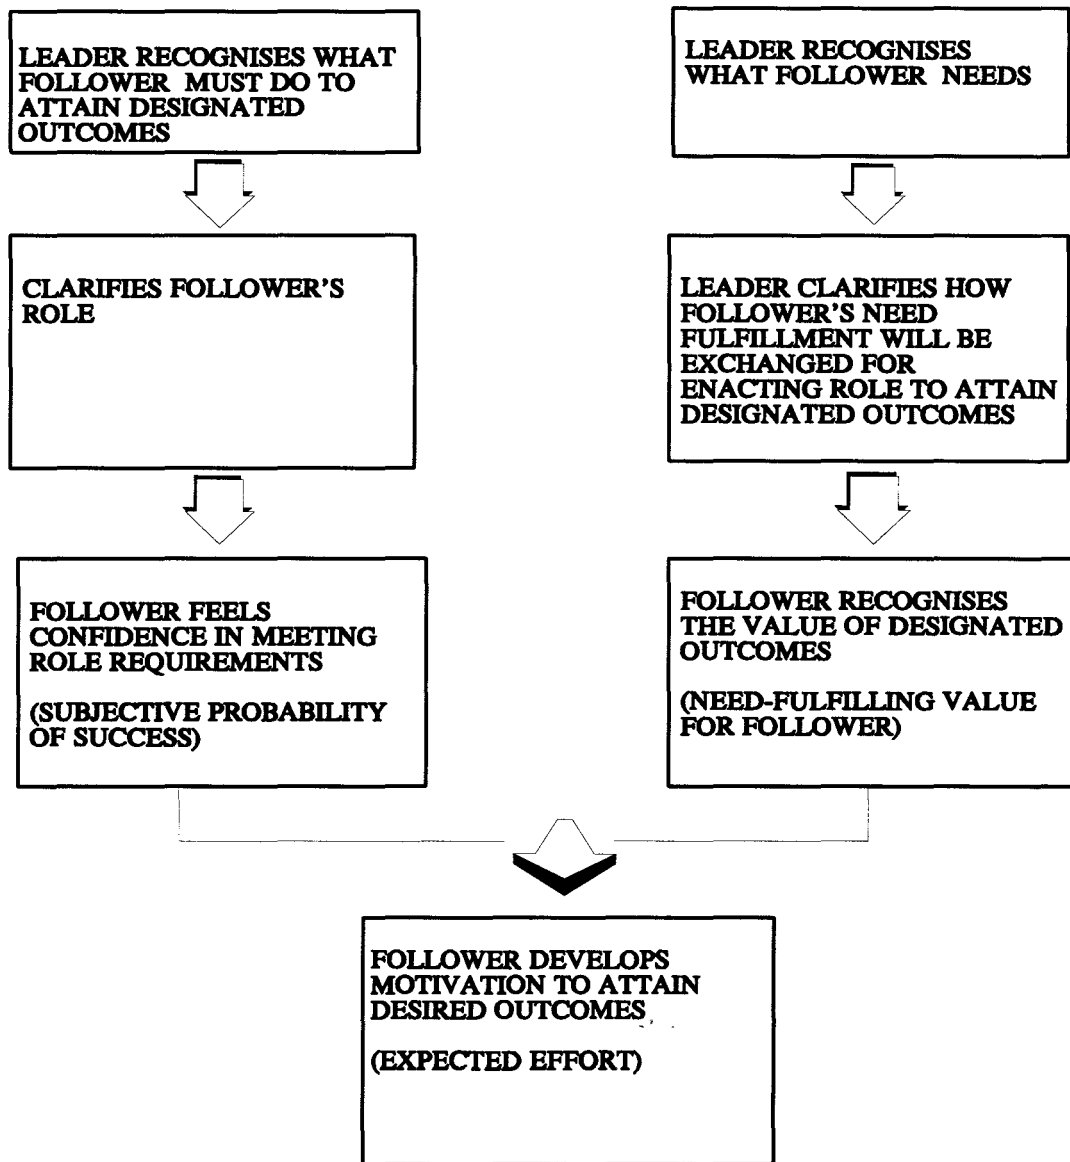 LEADER RECOGNISES WHAT
FOLLOWER MUST DO TO
ATTAIN DESIGNATED
OUTCOMES
LEADER RECOGNISES
WHAT FOLLOWER NEEDS
CLARIFIES FOLLOWER'S
ROLE
LEADER CLARIFIES HOW
FOLLOWER'S NEED
FULFILLMENT WILL BE
EXCHANGED FOR
ENACTING ROLE TO ATTAIN
DESIGNATED OUTCOMES
FOLLOWER FEELS
CONFIDENCE IN MEETING
ROLE REQUIREMENTS
(SUBJECTIVE PROBABILITY
OF SUCCESS)
FOLLOWER RECOGNISES
THE VALUE OF DESIGNATED
OUTCOMES
(NEED-FULFILLING VALUE
FOR FOLLOWER)
FOLLOWER DEVELOPS
MOTIVATION TO ATTAIN
DESIRED OUTCOMES
(EXPECTED EFFORT)